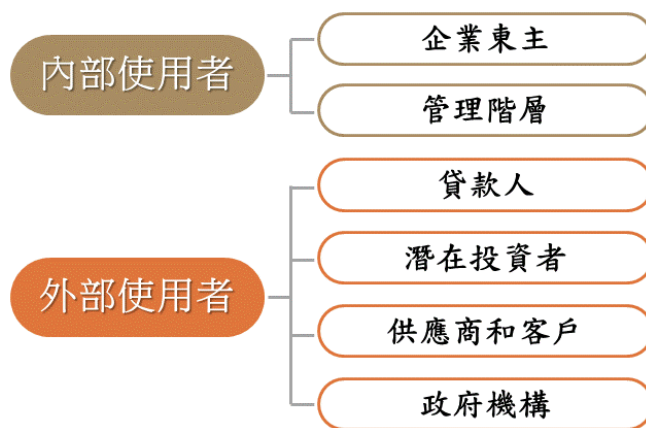 內部使用者
企業東主
管理階層
外部使用者
貸款人
潛在投資者
供應商和客戶
政府機構